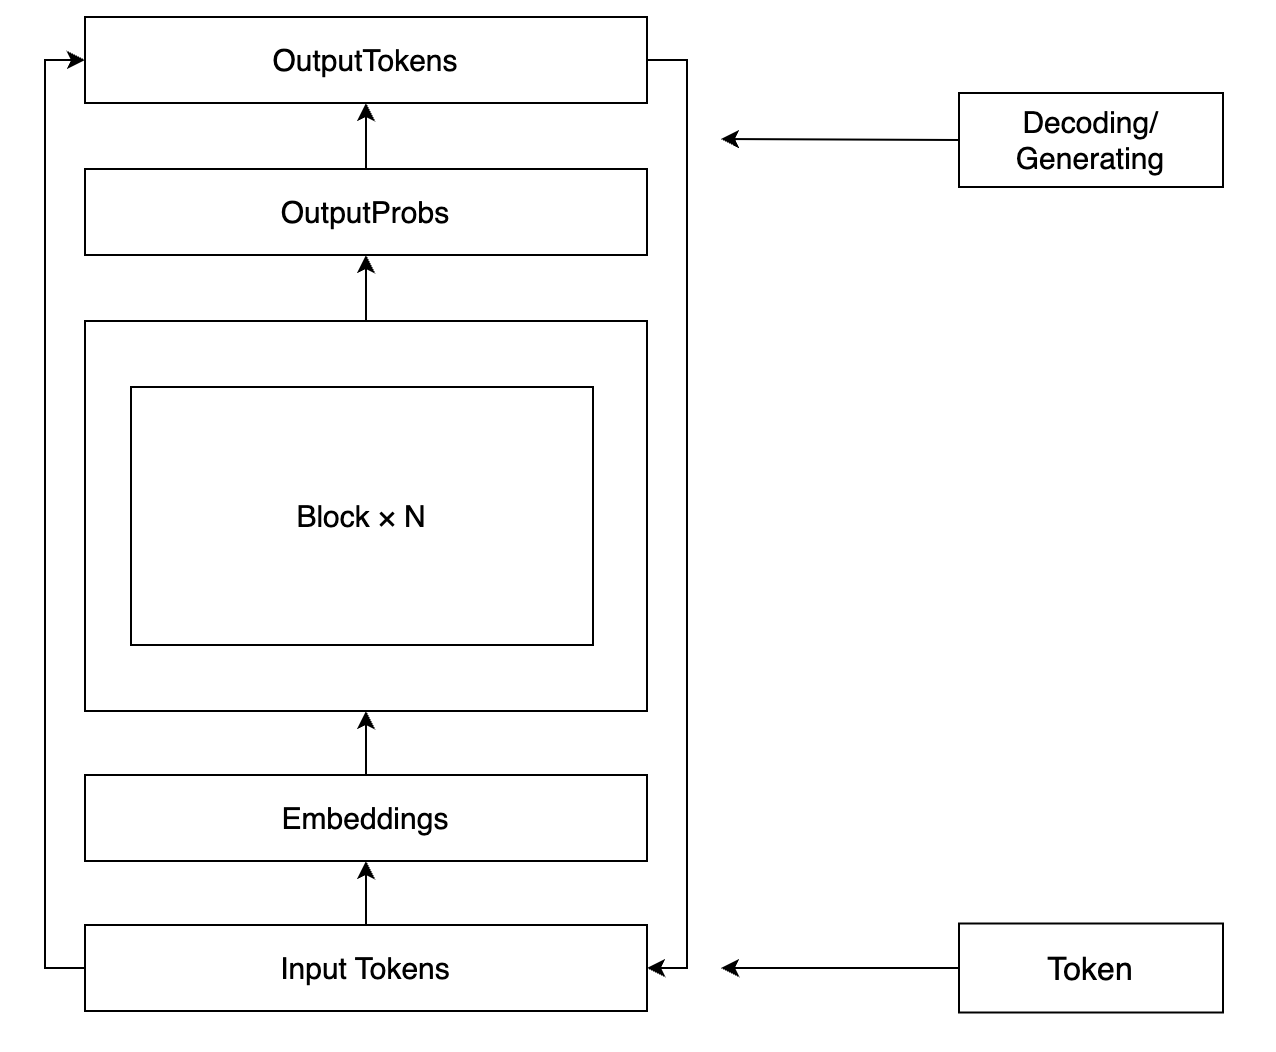 OutputTokens
Decoding/
Generating
OutputProbs
Block × N
Embeddings
Input Tokens
Token